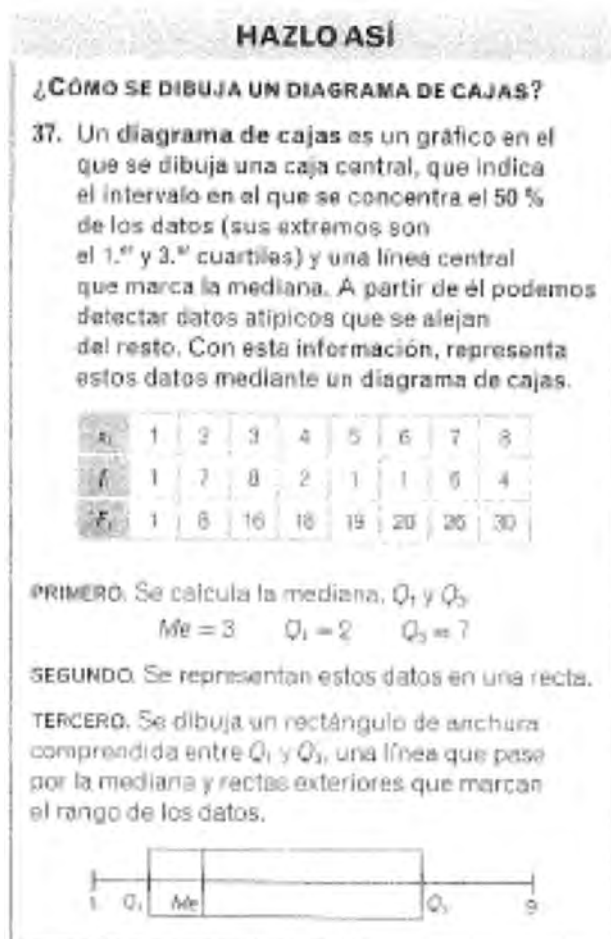 HAZLO ASÍ
¿CÓMO SE DIBUJA UN DIAGRAMA DE CAJAS?
37. Un diagrama de cajas es un gráfico en el
que se dibuja una caja central, que indica
el intervalo en el que se concentra el 50 %
de los datos (sus extremos son
el 1.er y 3.er cuartiles) y una línea central
que marca la mediana. A partir de él podemos
detectar datos atípicos que se alejan
del resto. Con esta información, representa
estos datos mediante un diagrama de cajas.
xi 1 2 3 4 5 6 7 8
fi 1 7 8 2 1 1 6 4
Fi 1 8 16 18 19 20 26 30
PRIMERO. Se calcula la mediana, Q₁ y Q₃.
Me = 3 Q₁ = 2 Q₃ = 7
SEGUNDO. Se representan estos datos en una recta.
TERCERO. Se dibuja un rectángulo de anchura
comprendida entre Q₁ y Q₃, una línea que pase
por la mediana y rectas exteriores que marcan
el rango de los datos.
1 Q₁ Me Q₃ 9